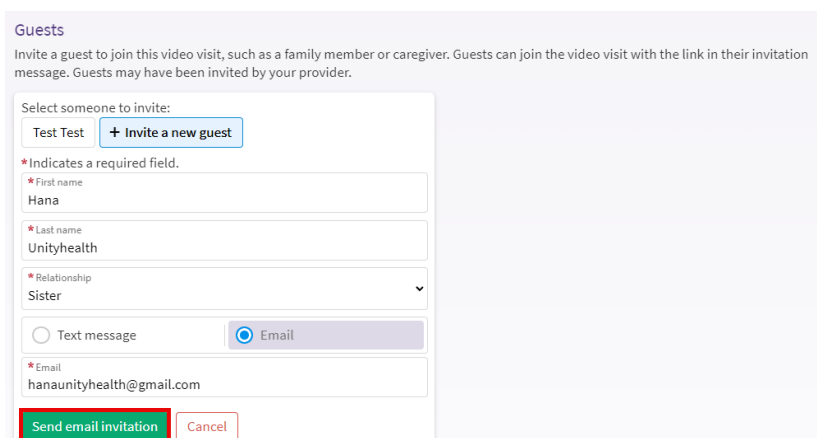 Guests
Invite a guest to join this video visit, such as a family member or caregiver. Guests can join the video visit with the link in their invitation
message. Guests may have been invited by your provider.
Select someone to invite:
Test Test + Invite a new guest
*Indicates a required field.
*First name
Hana
*Last name
Unityhealth
*Relationship
Sister
Text message Email
*Email
hanaunityhealth@gmail.com
Send email invitation Cancel